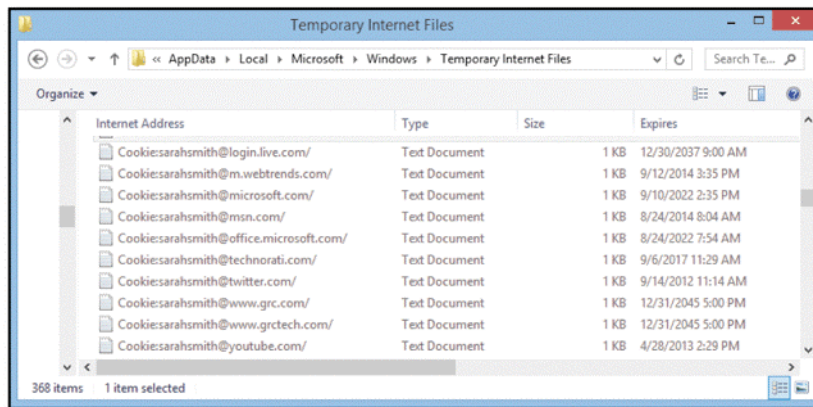 Temporary Internet Files
« AppData Local Microsoft Windows Temporary Internet Files Search Te...
Organize
Internet Address Type Size Expires
Cookie:sarahsmith@login.live.com/ Text Document 1 KB 12/30/2037 9:00 AM
Cookie:sarahsmith@m.webtrends.com/ Text Document 1 KB 9/12/2014 3:35 PM
Cookie:sarahsmith@microsoft.com/ Text Document 1 KB 9/10/2022 2:35 PM
Cookie:sarahsmith@msn.com/ Text Document 1 KB 8/24/2014 8:04 AM
Cookie:sarahsmith@office.microsoft.com/ Text Document 1 KB 8/24/2022 7:54 AM
Cookie:sarahsmith@technorati.com/ Text Document 1 KB 9/6/2017 11:29 AM
Cookie:sarahsmith@twitter.com/ Text Document 1 KB 9/14/2012 11:14 AM
Cookie:sarahsmith@www.grc.com/ Text Document 1 KB 12/31/2045 5:00 PM
Cookie:sarahsmith@www.grctech.com/ Text Document 1 KB 12/31/2045 5:00 PM
Cookie:sarahsmith@youtube.com/ Text Document 1 KB 4/28/2013 2:29 PM
368 items 1 item selected